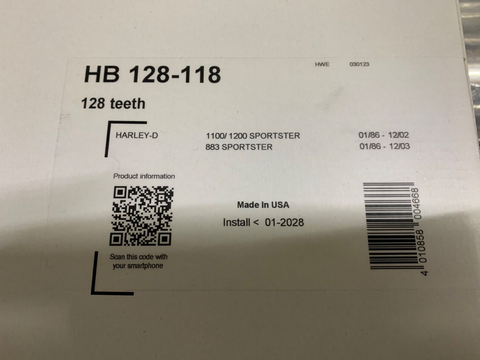 HWE 030123
HB 128-118
128 teeth
HARLEY-D 1100/ 1200 SPORTSTER 01/86 - 12/02
883 SPORTSTER 01/86 - 12/03
Product information
Made In USA
Install < 01-2028
Scan this code with
your smartphone
4 010858 004668